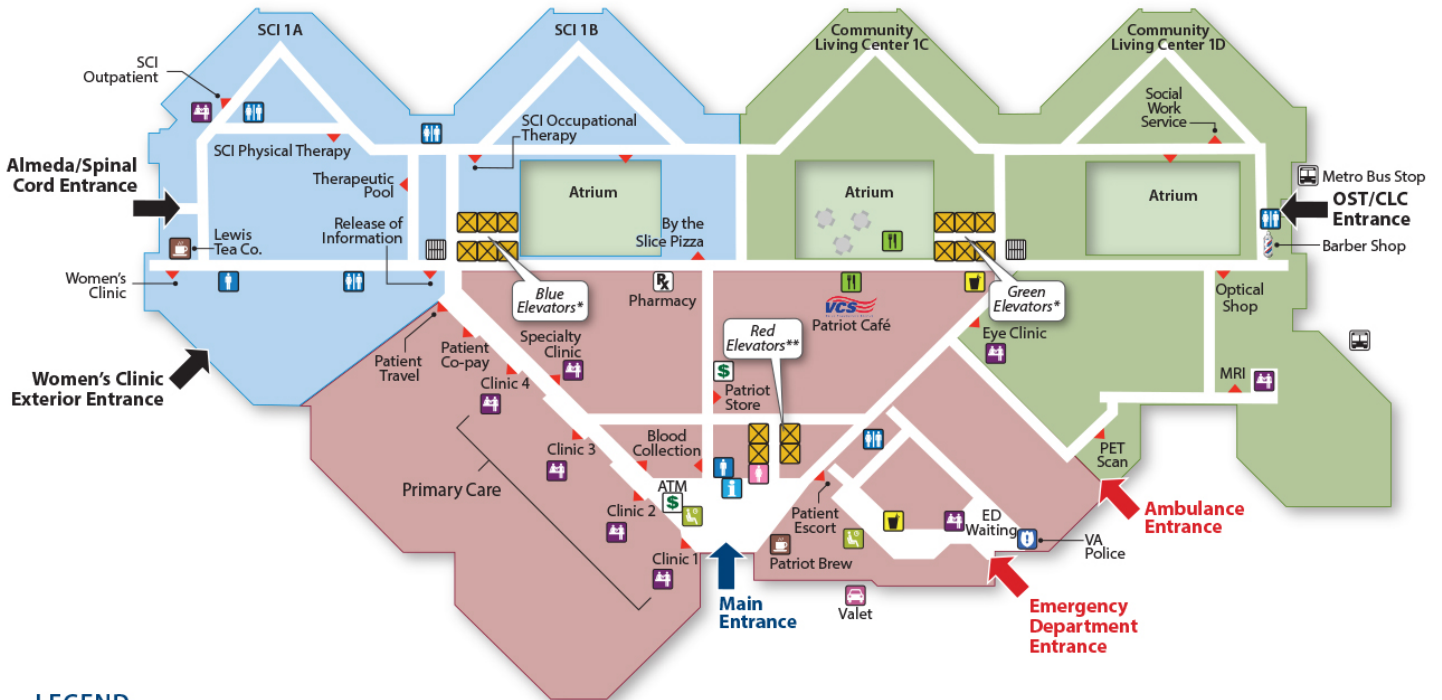 SCI 1A
SCI 1B
Community
Living Center 1C
Community
Living Center 1D
SCI
Outpatient
SCI Physical Therapy
SCI Occupational
Therapy
Social
Work
Service
Almeda/Spinal
Cord Entrance
Therapeutic
Pool
Atrium
Atrium
Atrium
Metro Bus Stop
OST/CLC
Entrance
Barber Shop
Lewis
Tea Co.
Release of
Information
By the
Slice Pizza
Women's
Clinic
Blue
Elevators*
Rx
Pharmacy
VCS
Patriot Café
Green
Elevators*
Optical
Shop
Eye Clinic
Red
Elevators**
Women's Clinic
Exterior Entrance
Patient
Travel
Patient
Co-pay
Specialty
Clinic
Clinic 4
$
Patriot
Store
MRI
Clinic 3
Blood
Collection
PET
Scan
Primary Care
ATM
$
i
Clinic 2
Patient
Escort
ED
Waiting
VA
Police
Ambulance
Entrance
Clinic 1
Patriot Brew
Main
Entrance
Valet
Emergency
Department
Entrance
LEGEND